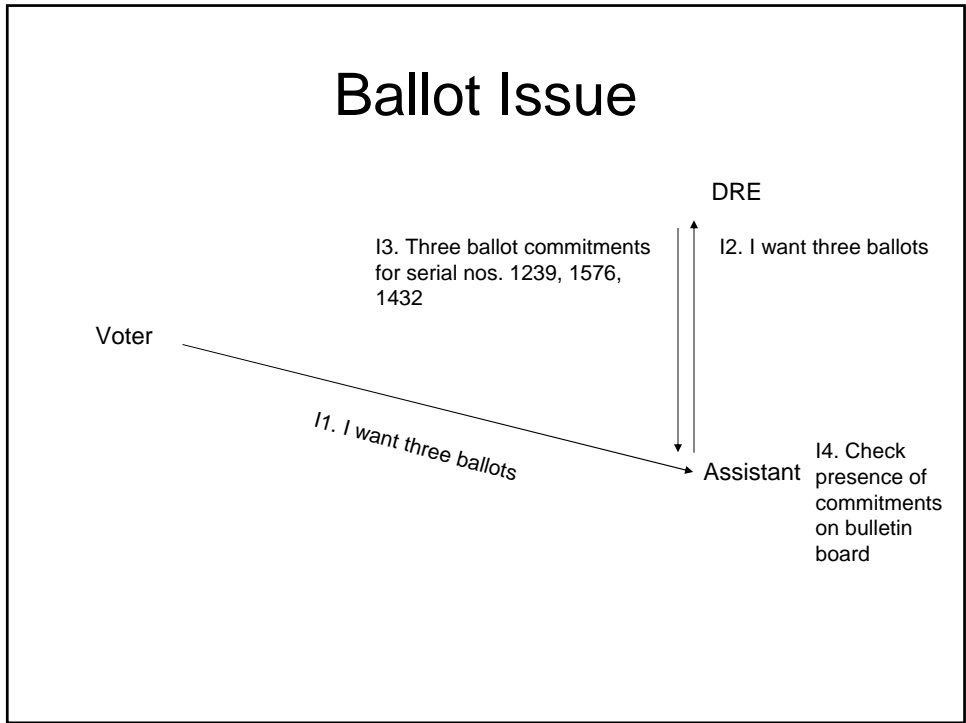 Ballot Issue
DRE
I3. Three ballot commitments
for serial nos. 1239, 1576,
1432
I2. I want three ballots
Voter
I1. I want three ballots
Assistant
I4. Check
presence of
commitments
on bulletin
board